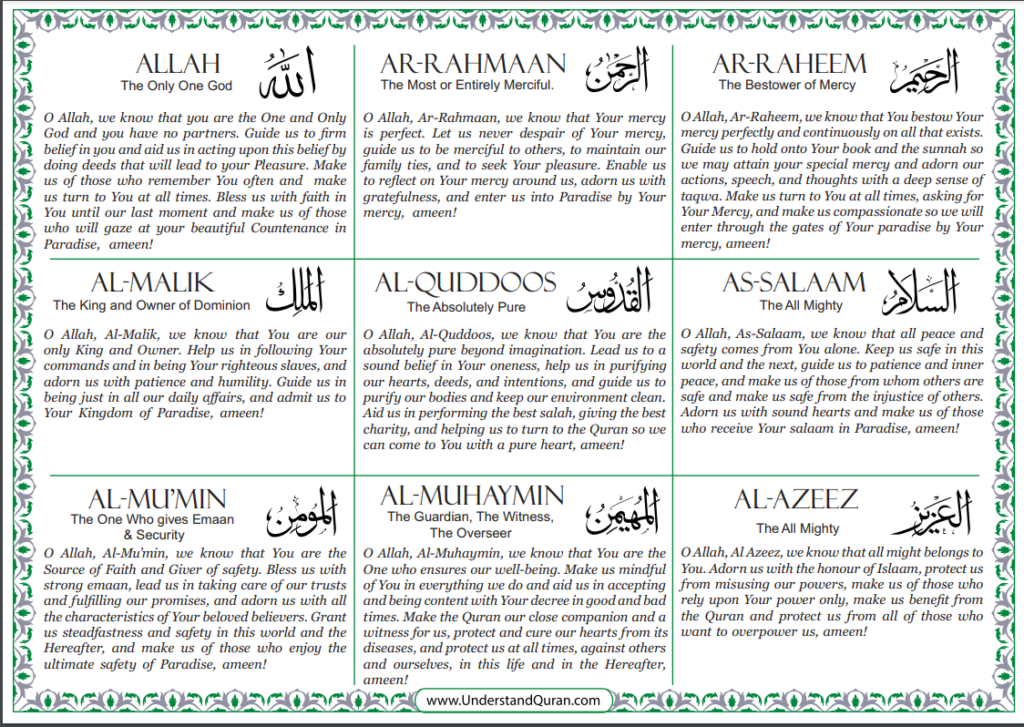 ALLAH
The Only One God
الله
O Allah, we know that you are the One and Only
God and you have no partners. Guide us to firm
belief in you and aid us in acting upon this belief by
doing deeds that will lead to your Pleasure. Make
us of those who remember You often and make
us turn to You at all times. Bless us with faith in
You until our last moment and make us of those
who will gaze at your beautiful Countenance in
Paradise, ameen!
AR-RAHMAAN
The Most or Entirely Merciful.
الرحمن
O Allah, Ar-Rahmaan, we know that Your mercy
is perfect. Let us never despair of Your mercy,
guide us to be merciful to others, to maintain our
family ties, and to seek Your pleasure. Enable us
to reflect on Your mercy around us, adorn us with
gratefulness, and enter us into Paradise by Your
mercy, ameen!
AR-RAHEEM
The Bestower of Mercy
الرحيم
O Allah, Ar-Raheem, we know that You bestow Your
mercy perfectly and continuously on all that exists.
Guide us to hold onto Your book and the sunnah so
we may attain your special mercy and adorn our
actions, speech, and thoughts with a deep sense of
taqwa. Make us turn to You at all times, asking for
Your Mercy, and make us compassionate so we will
enter through the gates of Your paradise by Your
mercy, ameen!
AL-MALIK
The King and Owner of Dominion
الملك
O Allah, Al-Malik, we know that You are our
only King and Owner. Help us in following Your
commands and in being Your righteous slaves, and
adorn us with patience and humility. Guide us in
being just in all our daily affairs, and admit us to
Your Kingdom of Paradise, ameen!
AL-QUDDOOS
The Absolutely Pure
القدوس
O Allah, Al-Quddoos, we know that You are the
absolutely pure beyond imagination. Lead us to a
sound belief in Your oneness, help us in purifying
our hearts, deeds, and intentions, and guide us to
purify our bodies and keep our environment clean.
Aid us in performing the best salah, giving the best
charity, and helping us to turn to the Quran so we
can come to You with a pure heart, ameen!
AS-SALAAM
The All Mighty
السلام
O Allah, As-Salaam, we know that all peace and
safety comes from You alone. Keep us safe in this
world and the next, guide us to patience and inner
peace, and make us of those from whom others are
safe and make us safe from the injustice of others.
Adorn us with sound hearts and make us of those
who receive Your salaam in Paradise, ameen!
AL-MU'MIN
The One Who gives Emaan
& Security
المؤمن
O Allah, Al-Mu'min, we know that You are the
Source of Faith and Giver of safety. Bless us with
strong emaan, lead us in taking care of our trusts
and fulfilling our promises, and adorn us with all
the characteristics of Your beloved believers. Grant
us steadfastness and safety in this world and the
Hereafter, and make us of those who enjoy the
ultimate safety of Paradise, ameen!
AL-MUHAYMIN
The Guardian, The Witness,
The Overseer
المهيمن
O Allah, Al-Muhaymin, we know that You are the
One who ensures our well-being. Make us mindful
of You in everything we do and aid us in accepting
and being content with Your decree in good and bad
times. Make the Quran our close companion and a
witness for us, protect and cure our hearts from its
diseases, and protect us at all times, against others
and ourselves, in this life and in the Hereafter,
ameen!
AL-AZEEZ
The All Mighty
العزيز
O Allah, Al Azeez, we know that all might belongs to
You. Adorn us with the honour of Islaam, protect us
from misusing our powers, make us of those who
rely upon Your power only, make us benefit from
the Quran and protect us from all of those who
want to overpower us, ameen!
www.UnderstandQuran.com